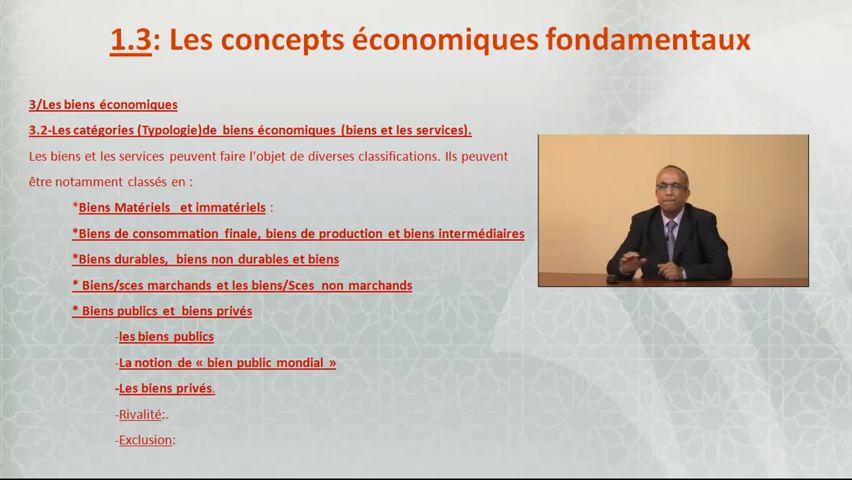 1.3: Les concepts économiques fondamentaux
3/Les biens économiques
3.2-Les catégories (Typologie)de biens économiques (biens et les services).
Les biens et les services peuvent faire l'objet de diverses classifications. Ils peuvent
être notamment classés en :
*Biens Matériels et immatériels :
*Biens de consommation finale, biens de production et biens intermédiaires
*Biens durables, biens non durables et biens
* Biens/sces marchands et les biens/Sces non marchands
* Biens publics et biens privés
-les biens publics
-La notion de « bien public mondial »
-Les biens privés.
-Rivalité:.
-Exclusion: